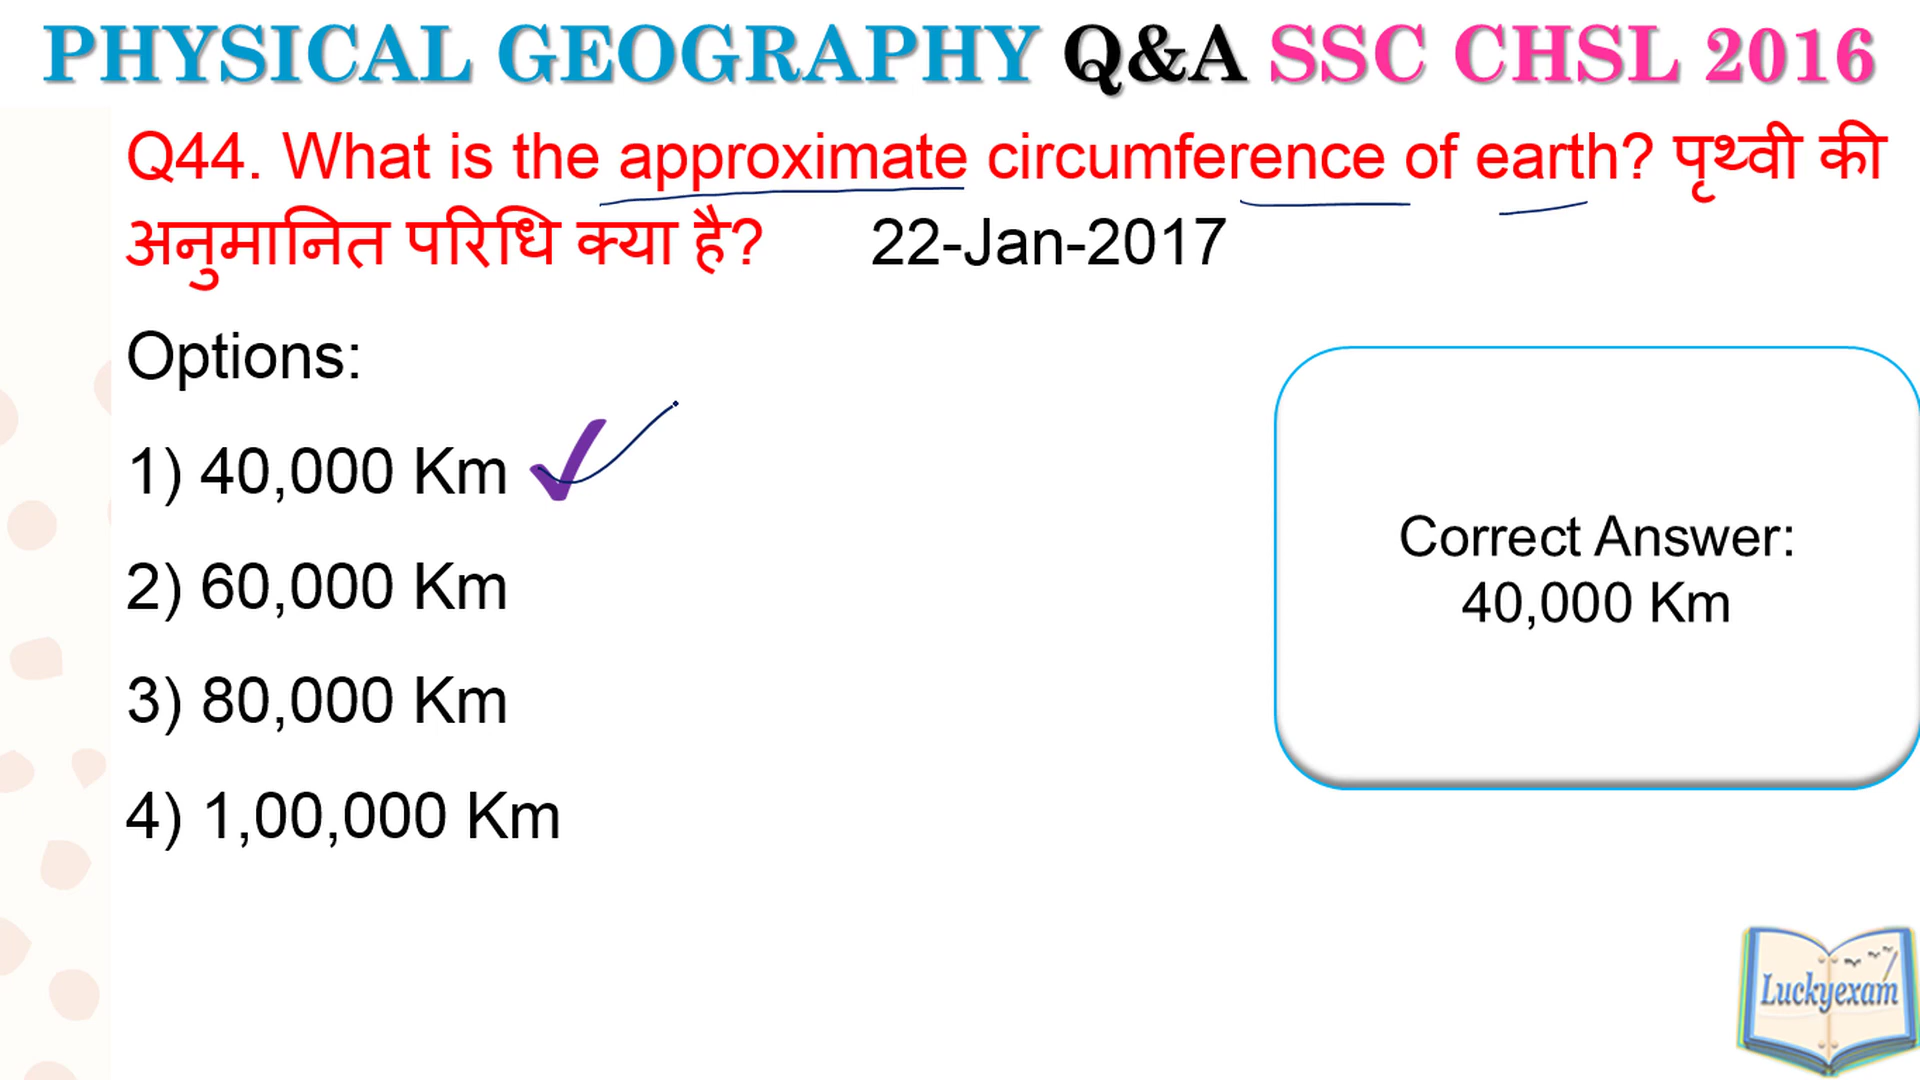 PHYSICAL GEOGRAPHY Q&A SSC CHSL 2016
Q44. What is the approximate circumference of earth? पृथ्वी की
अनुमानित परिधि क्या है? 22-Jan-2017
Options:
1) 40,000 Km
2) 60,000 Km
3) 80,000 Km
4) 1,00,000 Km
Correct Answer:
40,000 Km
Luckyexam